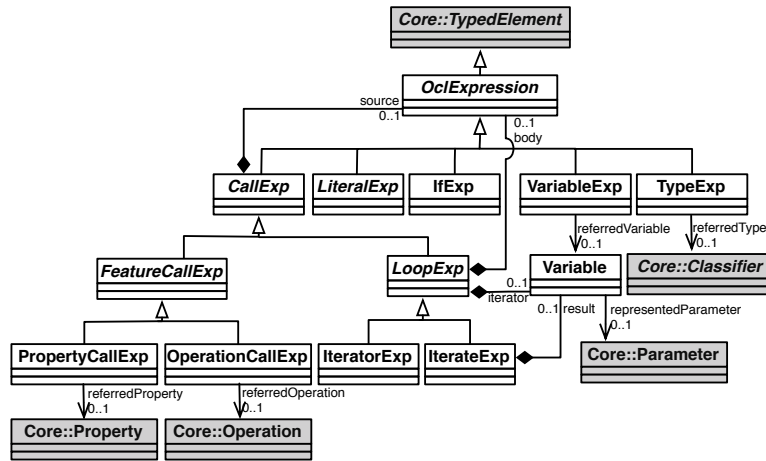 Core::TypedElement
OclExpression
source
0..1
0..1
body
CallExp
LiteralExp
IfExp
VariableExp
TypeExp
referredVariable
0..1
referredType
0..1
FeatureCallExp
LoopExp
Variable
Core::Classifier
0..1
iterator
0..1
result
representedParameter
0..1
PropertyCallExp
OperationCallExp
IteratorExp
IterateExp
Core::Parameter
referredProperty
0..1
referredOperation
0..1
Core::Property
Core::Operation